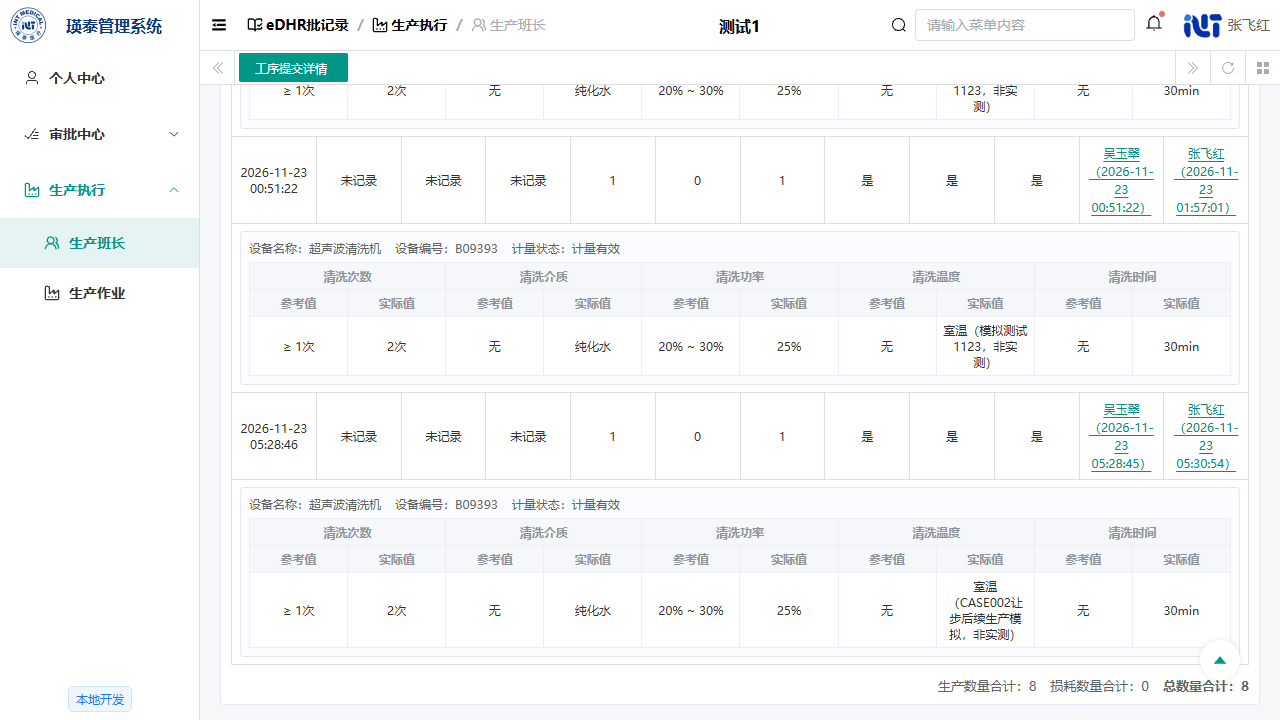 瑛泰管理系统
eDHR批记录 / 生产执行 / 生产班长
测试1
请输入菜单内容
张飞红
个人中心
审批中心
生产执行
生产班长
生产作业
本地开发
工序提交详情
≥ 1次 2次 无 纯化水 20% ~ 30% 25% 无 1123，非实 无 30min
测）
2026-11-23
00:51:22
未记录 未记录 未记录 1 0 1 是 是 是
吴玉翠
（2026-11-
23
00:51:22）
张飞红
（2026-11-
23
01:57:01）
设备名称：超声波清洗机 设备编号：B09393 计量状态：计量有效
清洗次数 清洗介质 清洗功率 清洗温度 清洗时间
参考值 实际值 参考值 实际值 参考值 实际值 参考值 实际值 参考值 实际值
≥ 1次 2次 无 纯化水 20% ~ 30% 25% 无
室温（模拟测试
1123，非实
测）
无 30min
2026-11-23
05:28:46
未记录 未记录 未记录 1 0 1 是 是 是
吴玉翠
（2026-11-
23
05:28:45）
张飞红
（2026-11-
23
05:30:54）
设备名称：超声波清洗机 设备编号：B09393 计量状态：计量有效
清洗次数 清洗介质 清洗功率 清洗温度 清洗时间
参考值 实际值 参考值 实际值 参考值 实际值 参考值 实际值 参考值 实际值
≥ 1次 2次 无 纯化水 20% ~ 30% 25% 无
室温
（CASE002让
步后续生产模
拟，非实测）
无 30min
生产数量合计：8 损耗数量合计：0 总数量合计：8